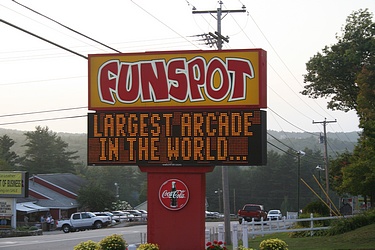 FUNSPOT
LARGEST ARCADE
IN THE WORLD...
Coca-Cola